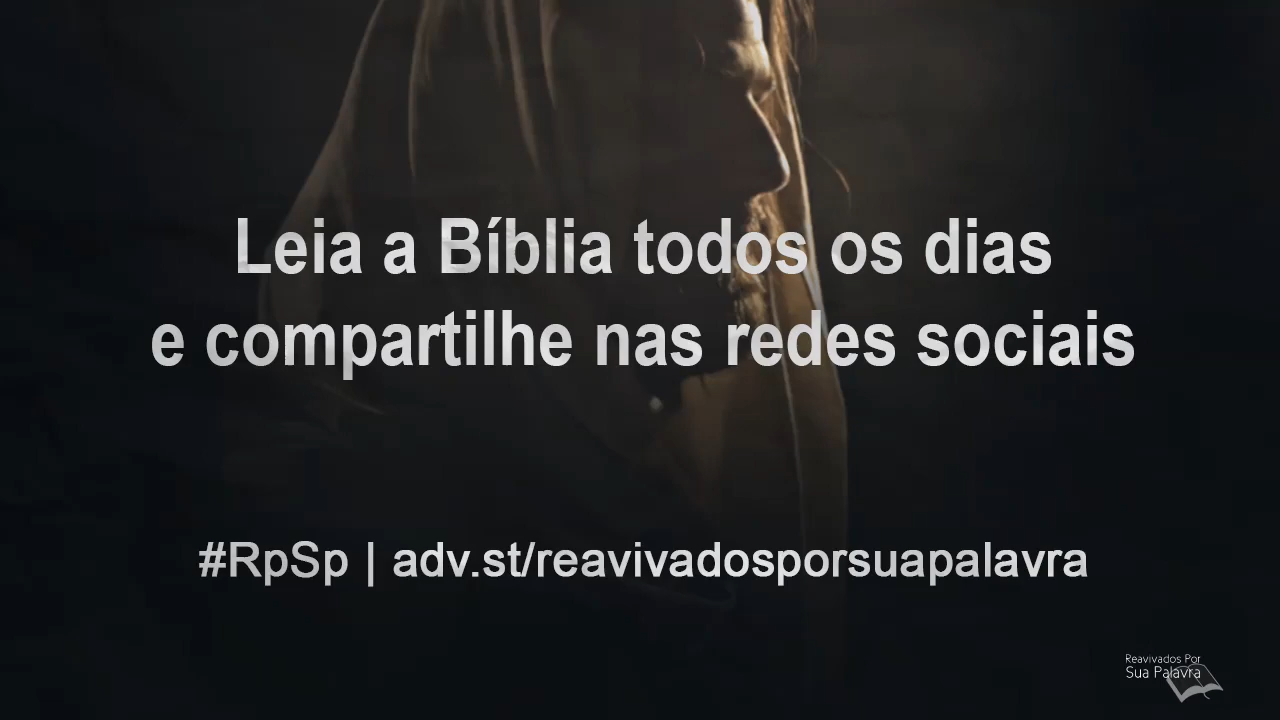 Leia a Bíblia todos os dias
e compartilhe nas redes sociais
#RpSp | adv.st/reavivadosporsuapalavra
Reavivados Por
Sua Palavra